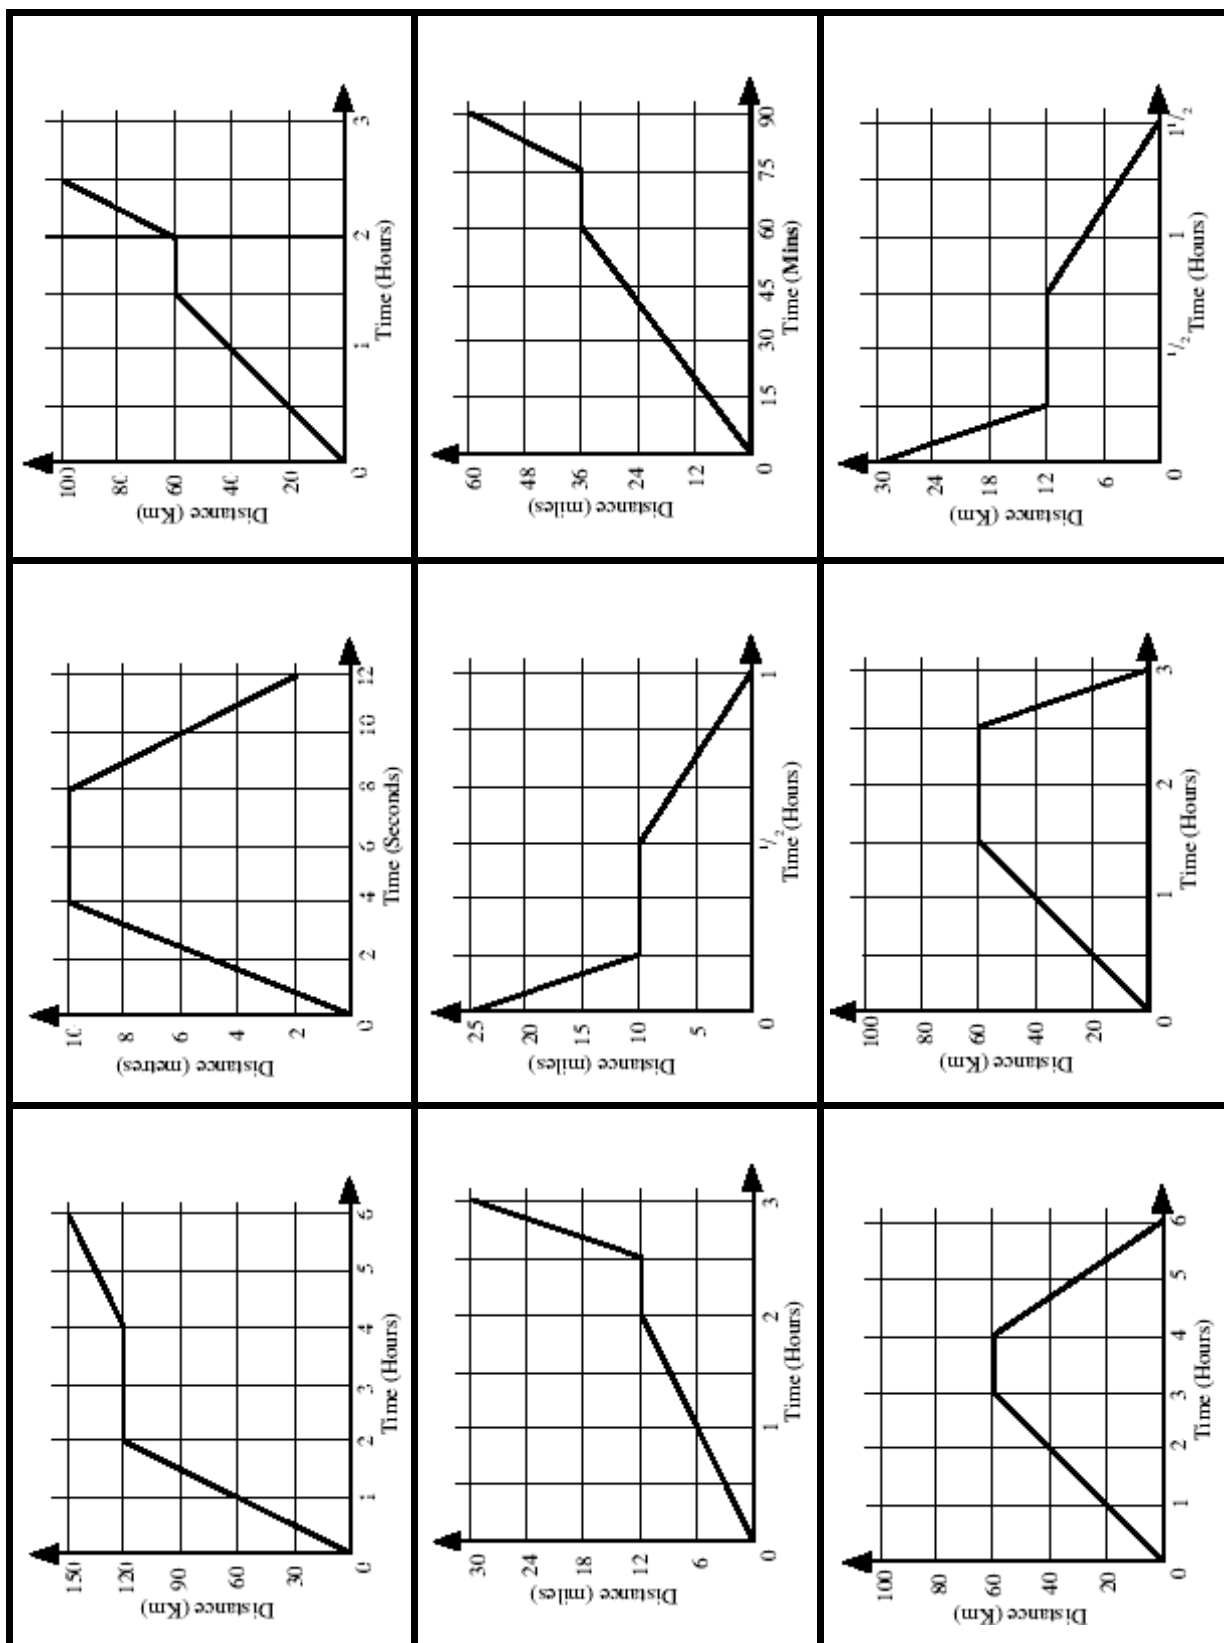 Distance (Km)
150
120
90
60
30
0 1 2 3 4 5 6
Time (Hours)
Distance (metres)
10
8
6
4
2
0 2 4 6 8 10 12
Time (Seconds)
Distance (Km)
100
80
60
40
20
0 1 2 3
Time (Hours)
Distance (miles)
30
24
18
12
6
0 1 2 3
Time (Hours)
Distance (miles)
25
20
15
10
5
0 1/2 1
Time (Hours)
Distance (miles)
60
48
36
24
12
0 15 30 45 60 75 90
Time (Mins)
Distance (Km)
100
80
60
40
20
0 1 2 3 4 5 6
Time (Hours)
Distance (Km)
100
80
60
40
20
0 1 2 3
Time (Hours)
Distance (Km)
30
24
18
12
6
0 1/2 1 1 1/2
Time (Hours)